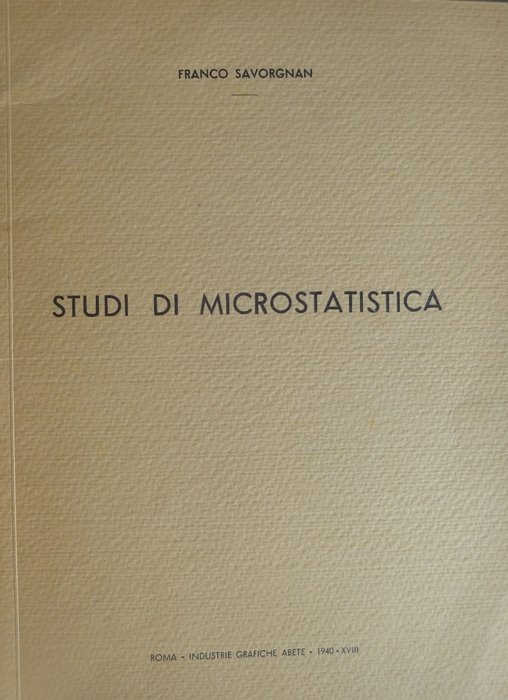 FRANCO SAVORGNAN
STUDI DI MICROSTATISTICA
ROMA - INDUSTRIE GRAFICHE ABETE - 1940-XVIII